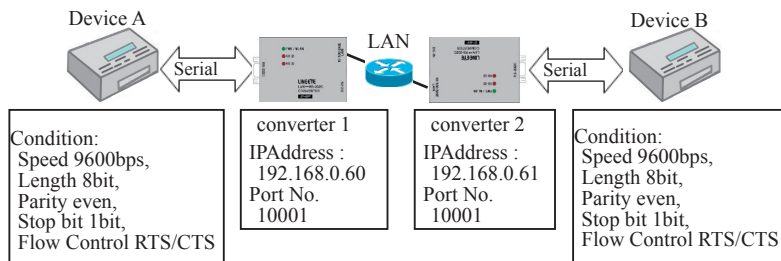 Device A
Device B
LAN
Serial
Serial
LINEEYE
LINEEYE
Condition:
Speed 9600bps,
Length 8bit,
Parity even,
Stop bit 1bit,
Flow Control RTS/CTS
converter 1
IPAddress :
192.168.0.60
Port No.
10001
converter 2
IPAddress :
192.168.0.61
Port No.
10001
Condition:
Speed 9600bps,
Length 8bit,
Parity even,
Stop bit 1bit,
Flow Control RTS/CTS